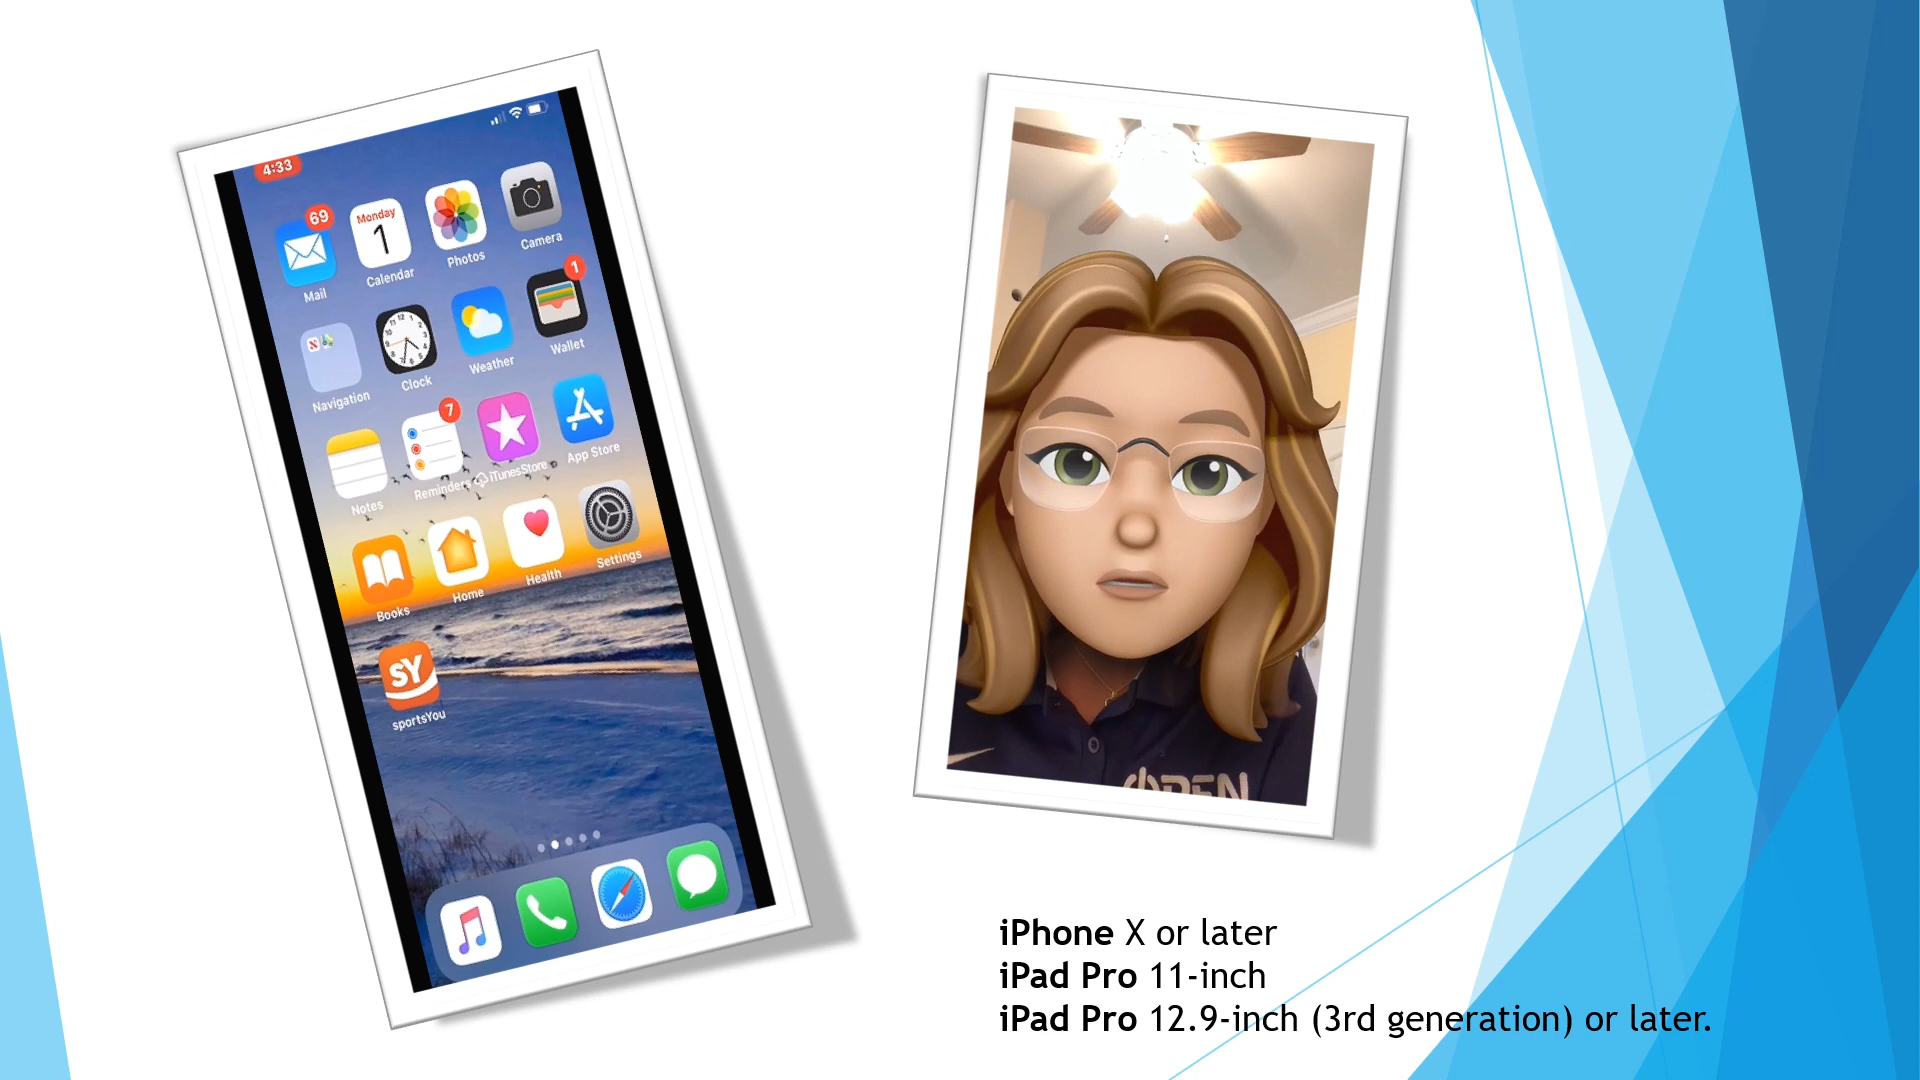 4:33
69
Mail
Monday
1
Calendar
Photos
Camera
Navigation
Clock
Weather
1
Wallet
Notes
7
Reminders
iTunes Store
App Store
Books
Home
Health
Settings
SY
sportsYou
OPEN
iPhone X or later
iPad Pro 11-inch
iPad Pro 12.9-inch (3rd generation) or later.